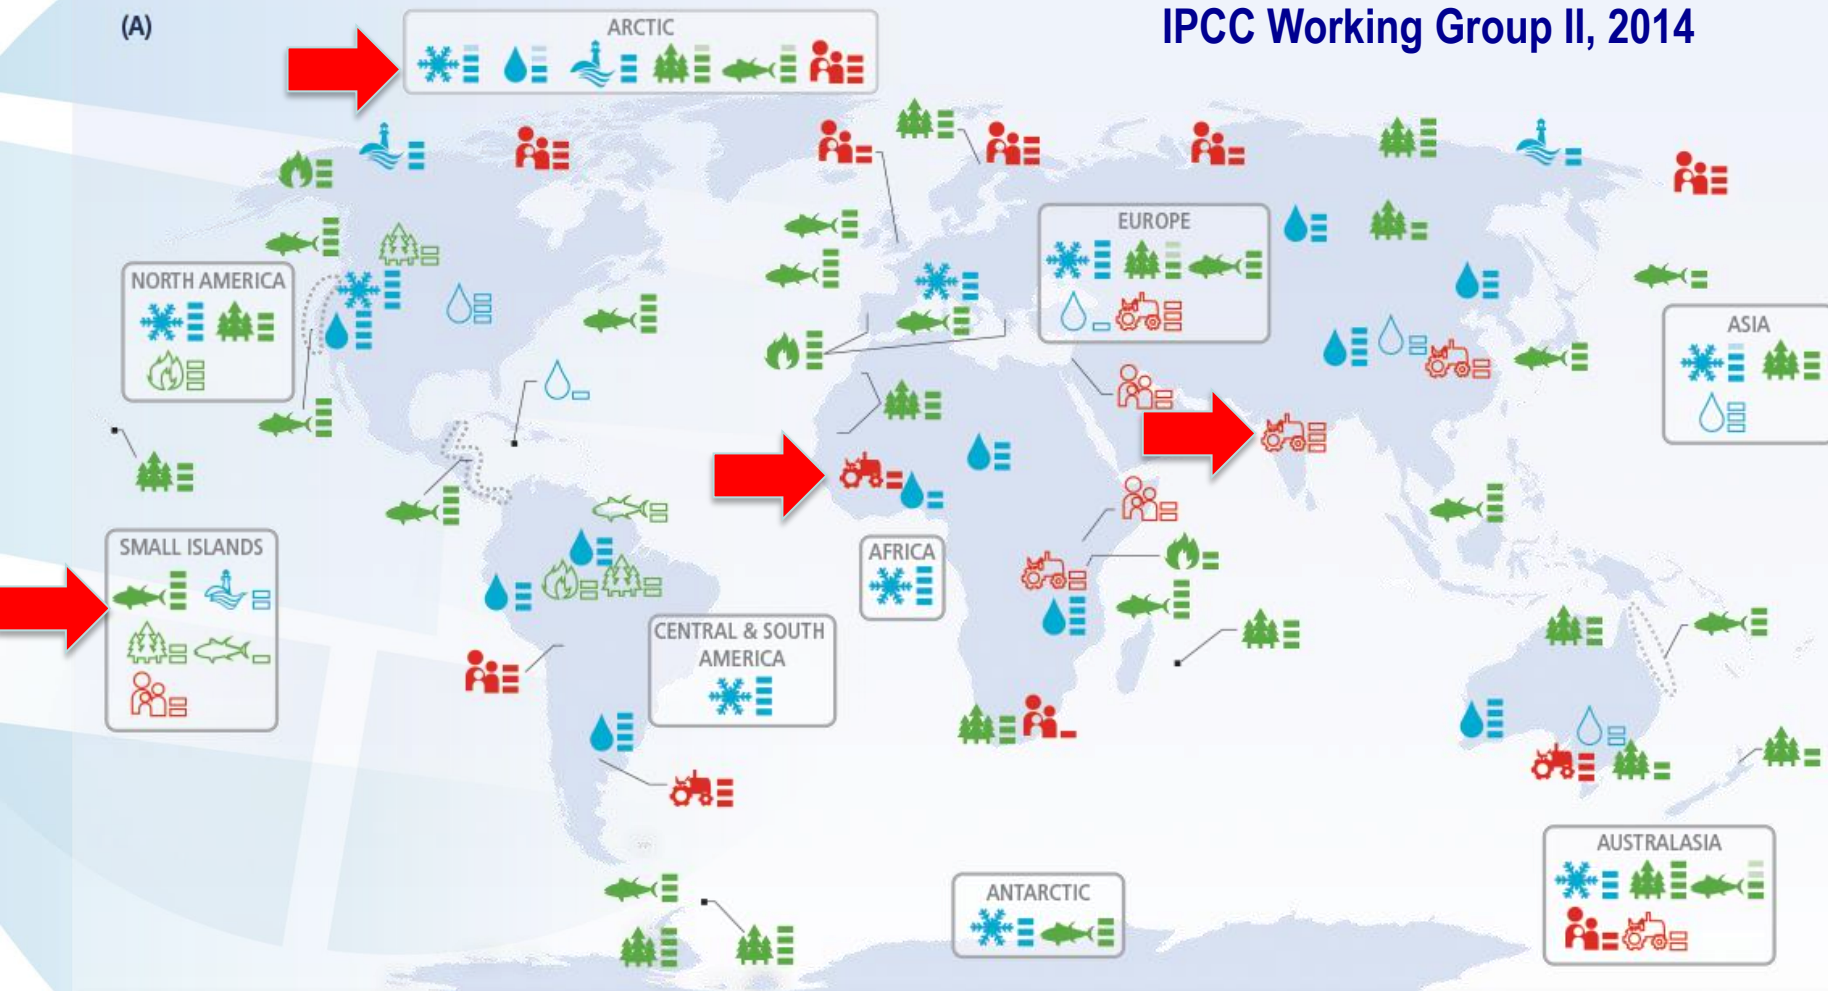 (A)
IPCC Working Group II, 2014
ARCTIC
EUROPE
NORTH AMERICA
ASIA
SMALL ISLANDS
AFRICA
CENTRAL & SOUTH
AMERICA
AUSTRALASIA
ANTARCTIC